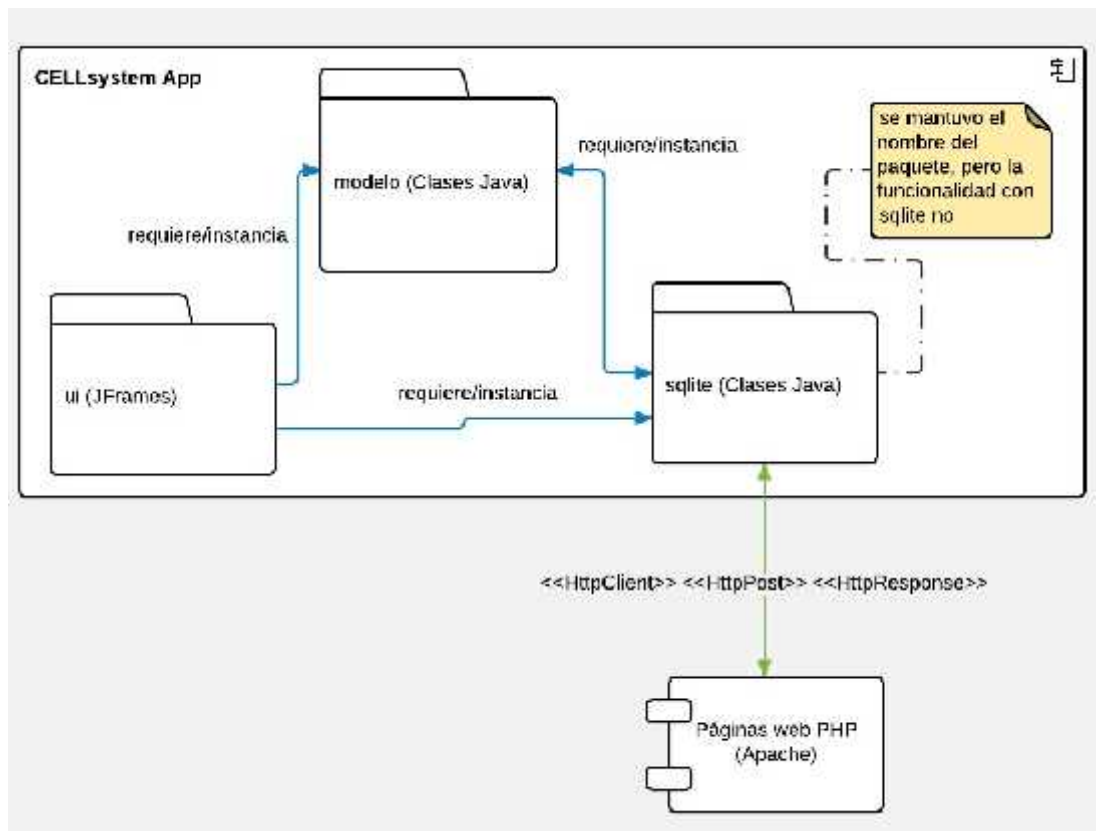 CELLsystem App
modelo (Clases Java)
requiere/instancia
se mantuvo el
nombre del
paquete, pero la
funcionalidad con
sqlite no
requiere/instancia
ui (JFrames)
requiere/instancia
sqlite (Clases Java)
<<HttpClient>> <<HttpPost>> <<HttpResponse>>
Páginas web PHP
(Apache)